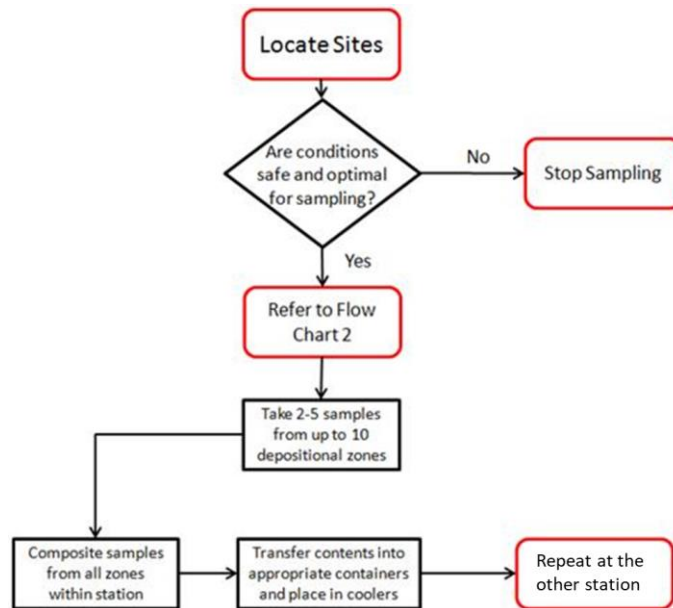 Locate Sites
Are conditions
safe and optimal
for sampling?
No
Stop Sampling
Yes
Refer to Flow
Chart 2
Take 2-5 samples
from up to 10
depositional zones
Composite samples
from all zones
within station
Transfer contents into
appropriate containers
and place in coolers
Repeat at the
other station